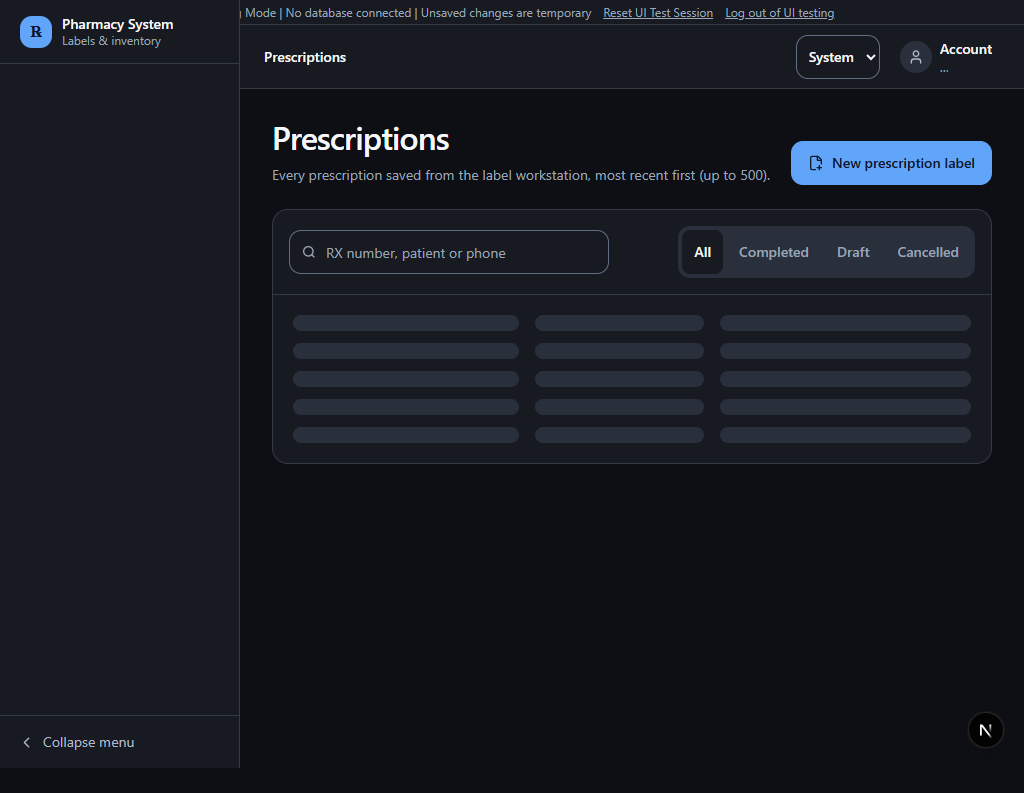 ℞
Pharmacy System
Labels & inventory
Mode | No database connected | Unsaved changes are temporary Reset UI Test Session Log out of UI testing
Prescriptions
System
Account
...
Prescriptions
Every prescription saved from the label workstation, most recent first (up to 500).
New prescription label
RX number, patient or phone
All Completed Draft Cancelled
Collapse menu
N